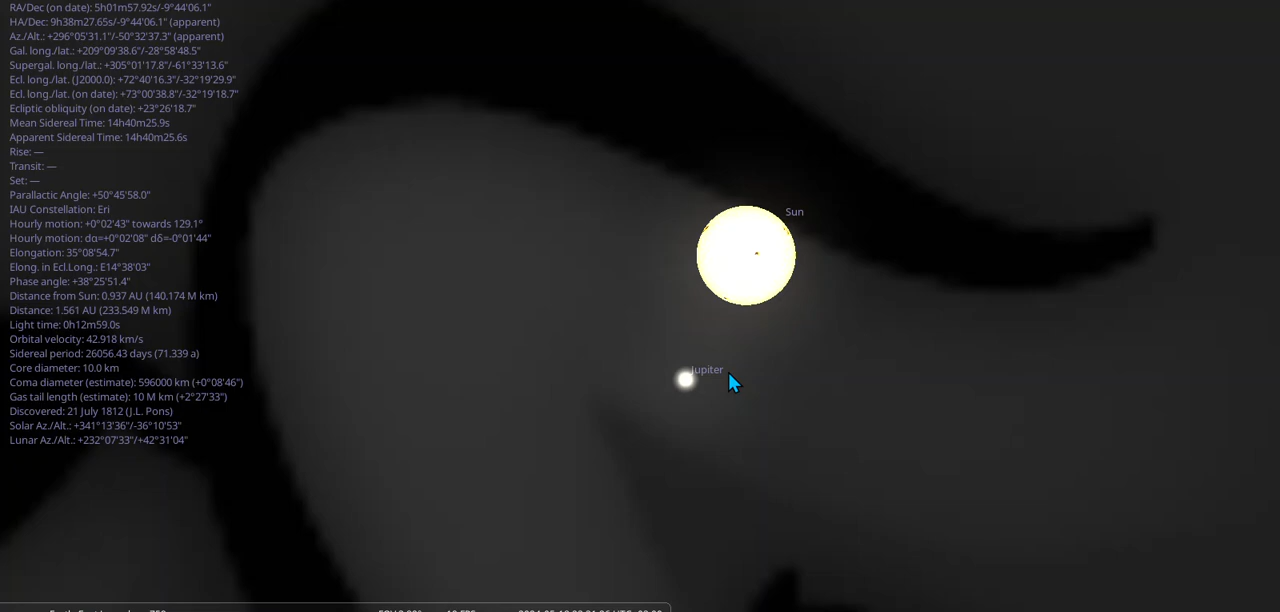 RA/Dec (on date): 5h01m57.92s/-9°44'06.1"
HA/Dec: 9h38m27.65s/-9°44'06.1" (apparent)
Az./Alt.: +296°05'31.1"/-50°32'37.3" (apparent)
Gal. long./lat.: +209°09'38.6"/-28°58'48.5"
Supergal. long./lat.: +305°01'17.8"/-61°33'13.6"
Ecl. long./lat. (J2000.0): +72°40'16.3"/-32°19'29.9"
Ecl. long./lat. (on date): +73°00'38.8"/-32°19'18.7"
Ecliptic obliquity (on date): +23°26'18.7"
Mean Sidereal Time: 14h40m25.9s
Apparent Sidereal Time: 14h40m25.6s
Rise: —
Transit: —
Set: —
Parallactic Angle: +50°45'58.0"
IAU Constellation: Eri
Hourly motion: +0°02'43" towards 129.1°
Hourly motion: dα=+0°02'08" dδ=-0°01'44"
Elongation: 35°08'54.7"
Elong. in Ecl.Long.: E14°38'03"
Phase angle: +38°25'51.4"
Distance from Sun: 0.937 AU (140.174 M km)
Distance: 1.561 AU (233.549 M km)
Light time: 0h12m59.0s
Orbital velocity: 42.918 km/s
Sidereal period: 26056.43 days (71.339 a)
Core diameter: 10.0 km
Coma diameter (estimate): 596000 km (+0°08'46")
Gas tail length (estimate): 10 M km (+2°27'33")
Discovered: 21 July 1812 (J.L. Pons)
Solar Az./Alt.: +341°13'36"/-36°10'53"
Lunar Az./Alt.: +232°07'33"/+42°31'04"
Sun
Jupiter